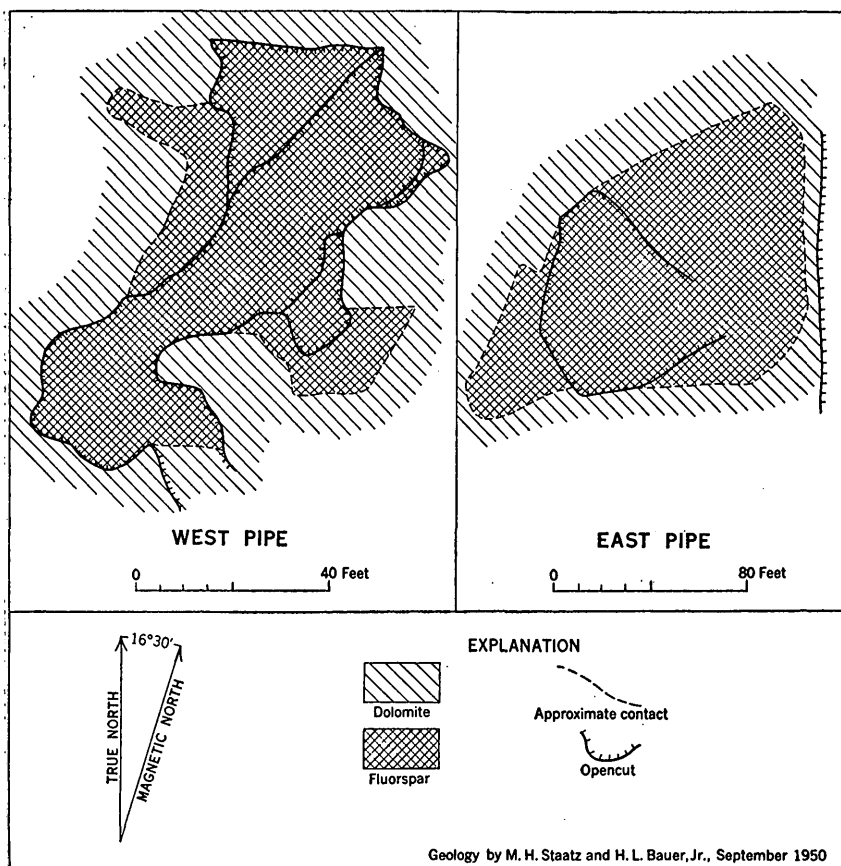 WEST PIPE
0 40 Feet
EAST PIPE
0 80 Feet
16°30'
TRUE NORTH
MAGNETIC NORTH
EXPLANATION
Dolomite
Approximate contact
Fluorspar
Opencut
Geology by M. H. Staatz and H. L. Bauer, Jr., September 1950